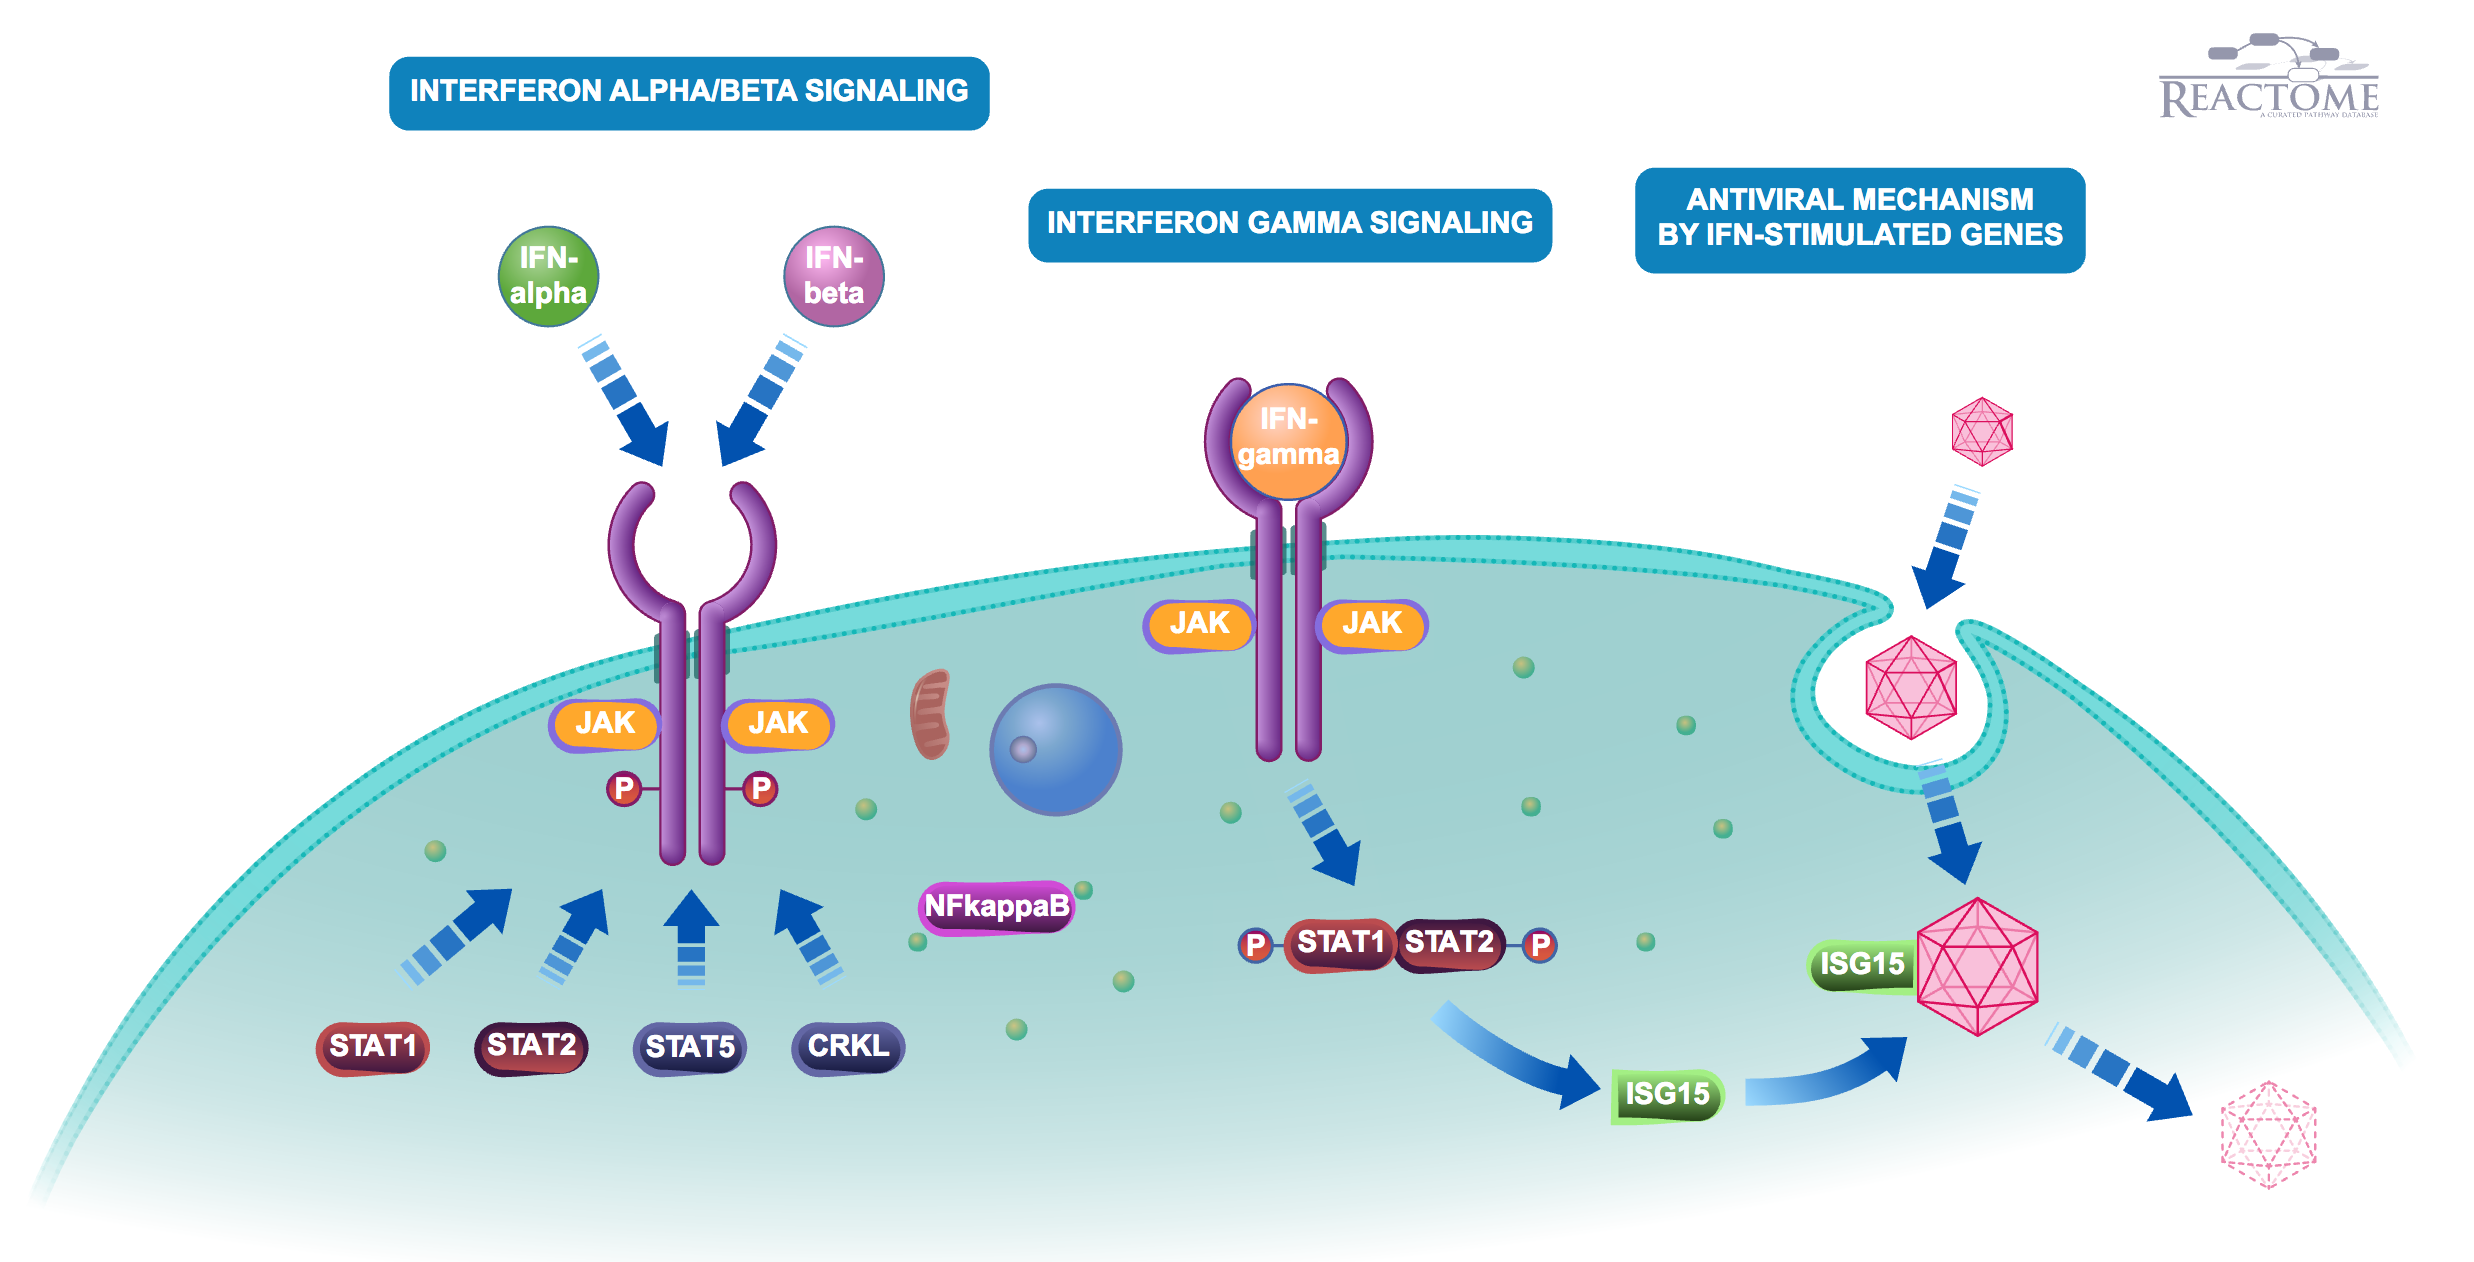 INTERFERON ALPHA/BETA SIGNALING
REACTOME
A CURATED PATHWAY DATABASE
INTERFERON GAMMA SIGNALING
ANTIVIRAL MECHANISM
BY IFN-STIMULATED GENES
IFN-
alpha
IFN-
beta
IFN-
gamma
JAK
JAK
JAK
JAK
P
P
NFkappaB
P
STAT1
STAT2
P
ISG15
STAT1
STAT2
STAT5
CRKL
ISG15